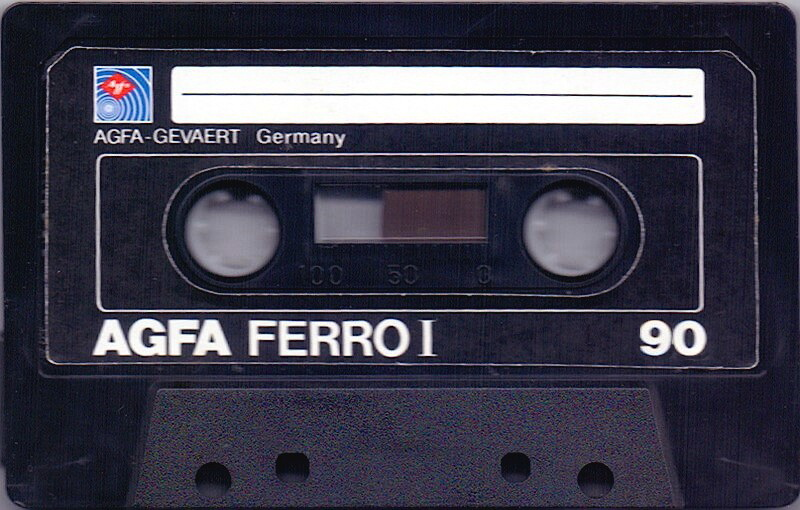 AGFA-GEVAERT Germany
100 50 0
AGFA FERRO I 90